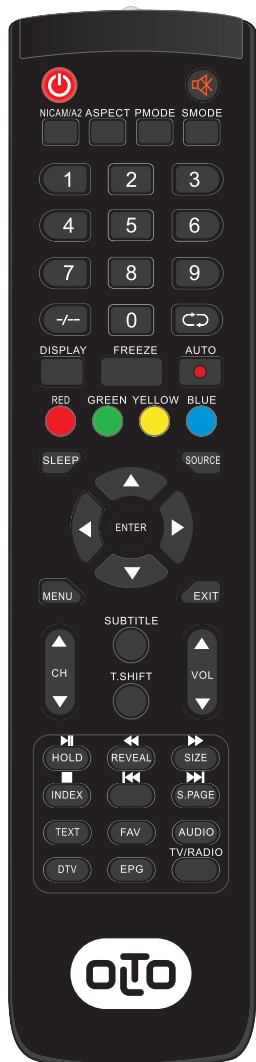 NICAM/A2 ASPECT PMODE SMODE
1 2 3
4 5 6
7 8 9
-/-- 0
DISPLAY FREEZE AUTO
RED GREEN YELLOW BLUE
SLEEP SOURCE
ENTER
MENU EXIT
SUBTITLE
CH T.SHIFT VOL
HOLD REVEAL SIZE
INDEX S.PAGE
TEXT FAV AUDIO
TV/RADIO
DTV EPG
OLTO